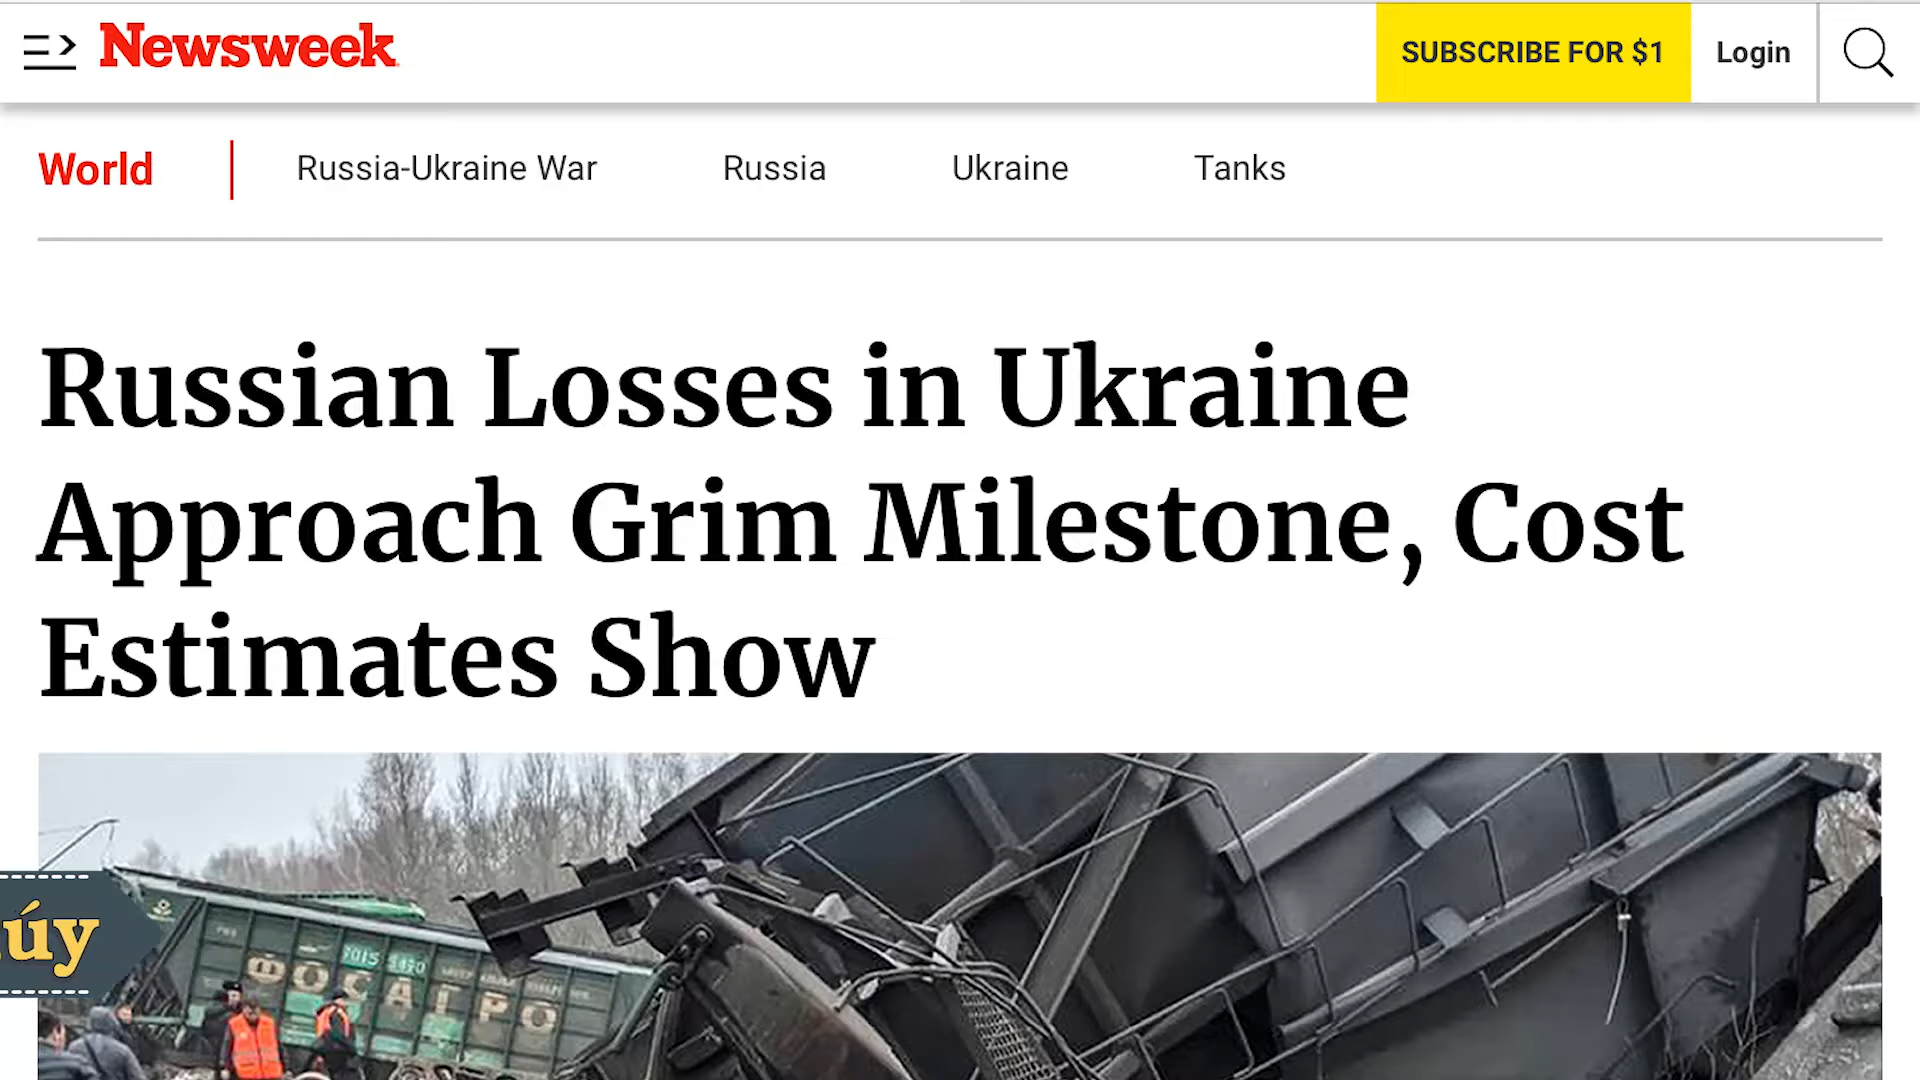 Newsweek
SUBSCRIBE FOR $1
Login
World
Russia-Ukraine War
Russia
Ukraine
Tanks
Russian Losses in Ukraine
Approach Grim Milestone, Cost
Estimates Show
úy
ФОСАГРО